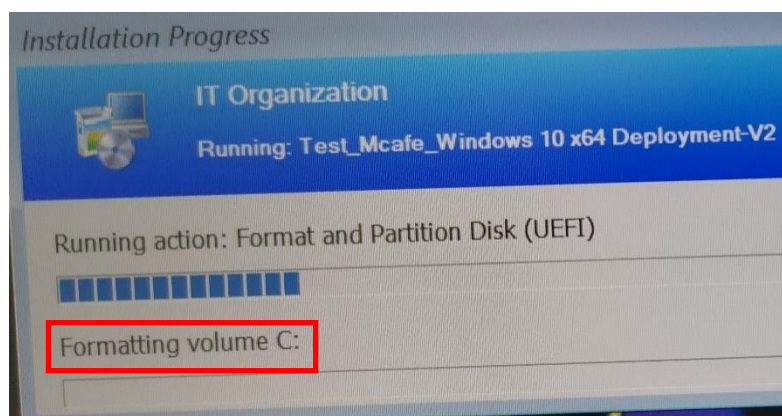 Installation Progress
IT Organization
Running: Test_Mcafe_Windows 10 x64 Deployment-V2
Running action: Format and Partition Disk (UEFI)
Formatting volume C: